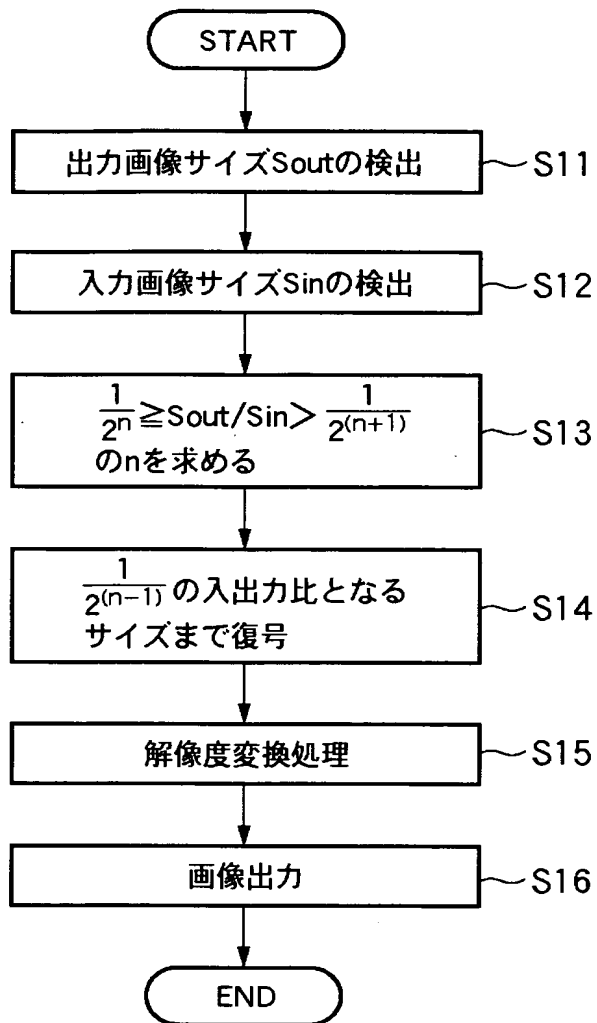 START
出力画像サイズSoutの検出
S11
入力画像サイズSinの検出
S12
1/2^n ≧Sout/Sin> 1/2^(n+1)
のnを求める
S13
1/2^(n−1) の入出力比となる
サイズまで復号
S14
解像度変換処理
S15
画像出力
S16
END